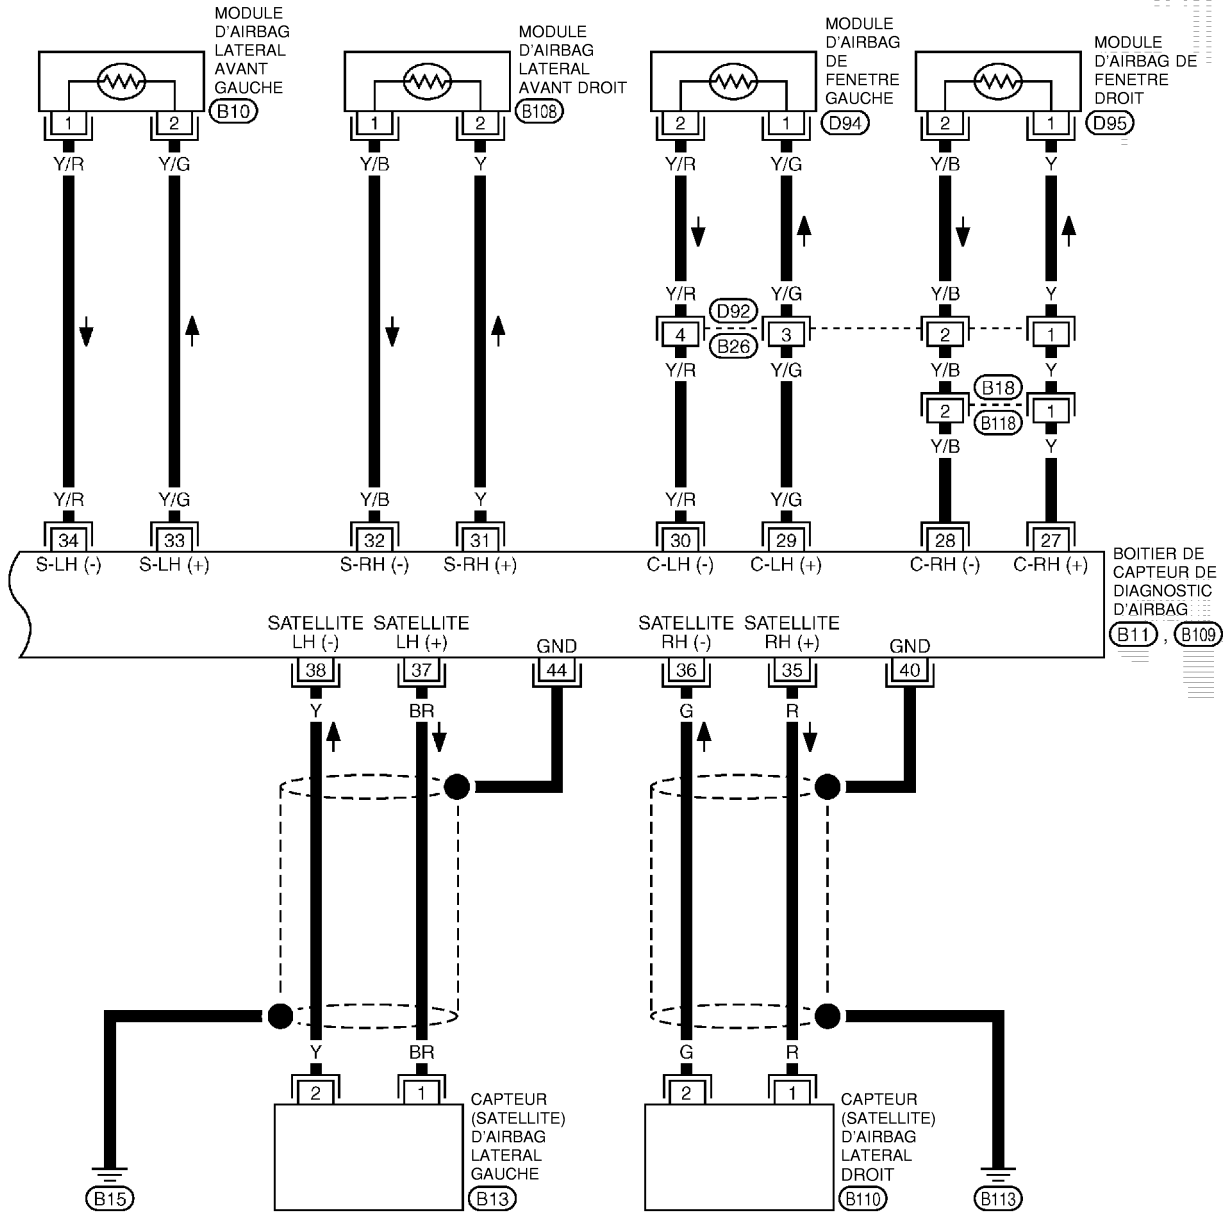 MODULE
D'AIRBAG
LATERAL
AVANT
GAUCHE
B10
MODULE
D'AIRBAG
LATERAL
AVANT DROIT
B108
MODULE
D'AIRBAG
DE
FENETRE
GAUCHE
D94
MODULE
D'AIRBAG DE
FENETRE
DROIT
D95
1 2 1 2 2 1 2 1
Y/R Y/G Y/B Y Y/R Y/G Y/B Y
Y/R Y/G Y/B Y
D92
4 3 2 1
B26
Y/R Y/G Y/B Y
B18
2 1
B118
Y/B Y
Y/R Y/G Y/B Y Y/R Y/G
34 33 32 31 30 29 28 27
S-LH (-) S-LH (+) S-RH (-) S-RH (+) C-LH (-) C-LH (+) C-RH (-) C-RH (+)
BOITIER DE
CAPTEUR DE
DIAGNOSTIC
D'AIRBAG
B11 , B109
SATELLITE
LH (-)
SATELLITE
LH (+)
GND
SATELLITE
RH (-)
SATELLITE
RH (+)
GND
38 37 44 36 35 40
Y BR G R
Y BR G R
2 1 2 1
CAPTEUR
(SATELLITE)
D'AIRBAG
LATERAL
GAUCHE
B13
CAPTEUR
(SATELLITE)
D'AIRBAG
LATERAL
DROIT
B110
B15
B113